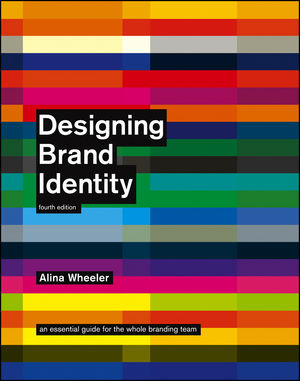 Designing
Brand
Identity
fourth edition
Alina Wheeler
an essential guide for the whole branding team